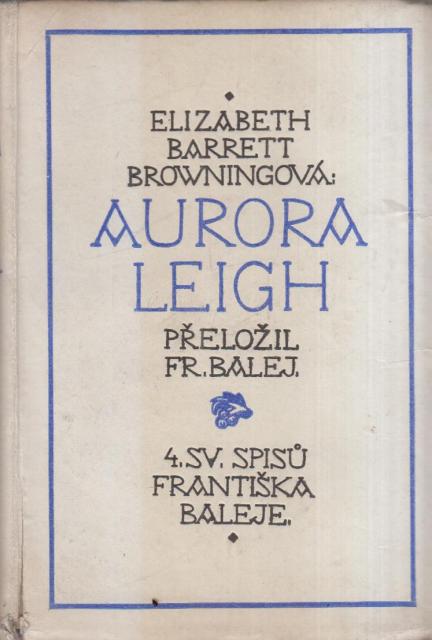 ELIZABETH
BARRETT
BROWNINGOVÁ:
AURORA
LEIGH
PŘELOŽIL
FR. BALEJ.
4. SV. SPISŮ
FRANTIŠKA
BALEJE.